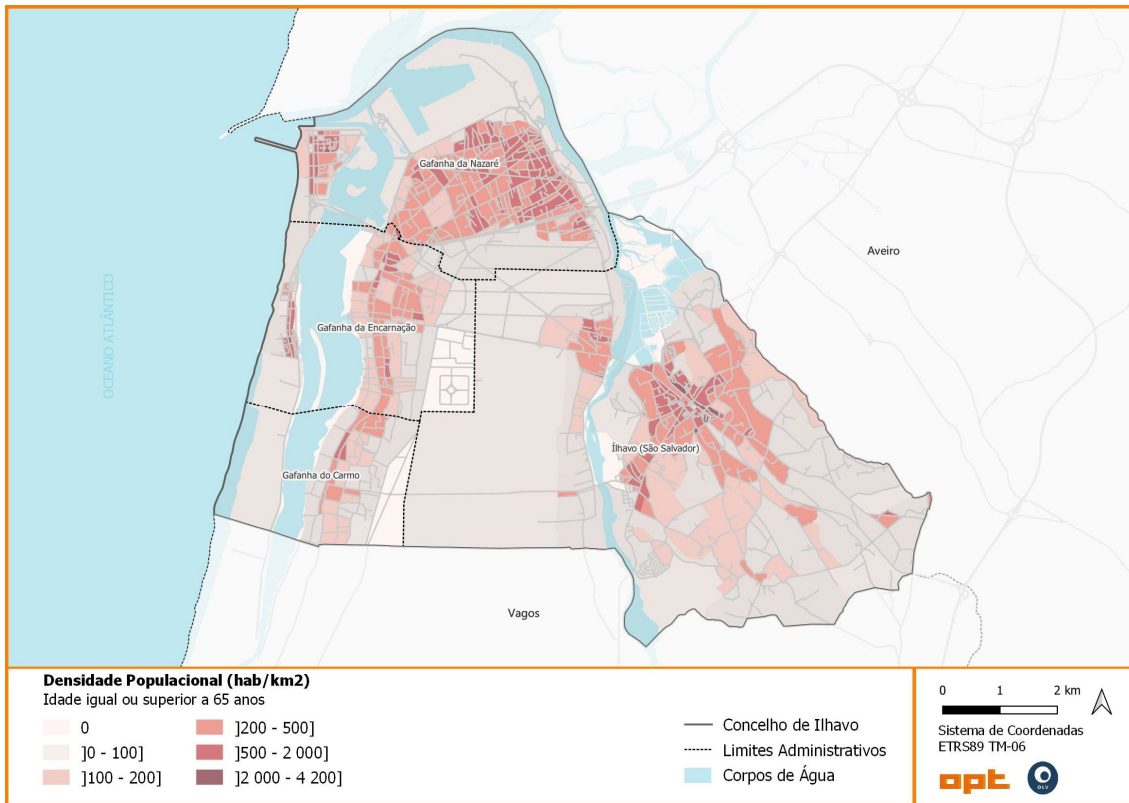 Gafanha da Nazaré
Aveiro
OCEANO ATLÂNTICO
Gafanha da Encarnação
Ílhavo (São Salvador)
Gafanha do Carmo
Vagos
Densidade Populacional (hab/km2)
Idade igual ou superior a 65 anos
0
]0 - 100]
]100 - 200]
]200 - 500]
]500 - 2 000]
]2 000 - 4 200]
Concelho de Ilhavo
Limites Administrativos
Corpos de Água
0 1 2 km
Sistema de Coordenadas
ETRS89 TM-06
opt
OLV